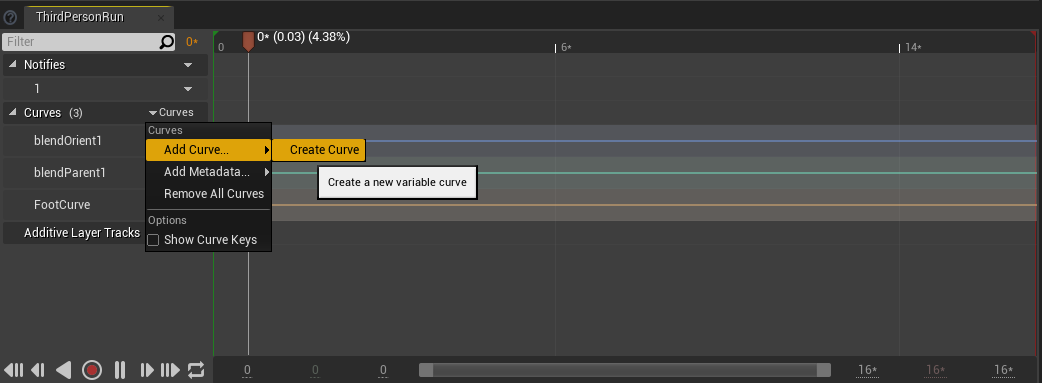 ThirdPersonRun
Filter
0*
0* (0.03) (4.38%)
0
6*
14*
Notifies
1
Curves (3)
Curves
Curves
blendOrient1
Add Curve...
Create Curve
blendParent1
Add Metadata...
Create a new variable curve
Remove All Curves
FootCurve
Options
Additive Layer Tracks
Show Curve Keys
0
0
0
16*
16*
16*